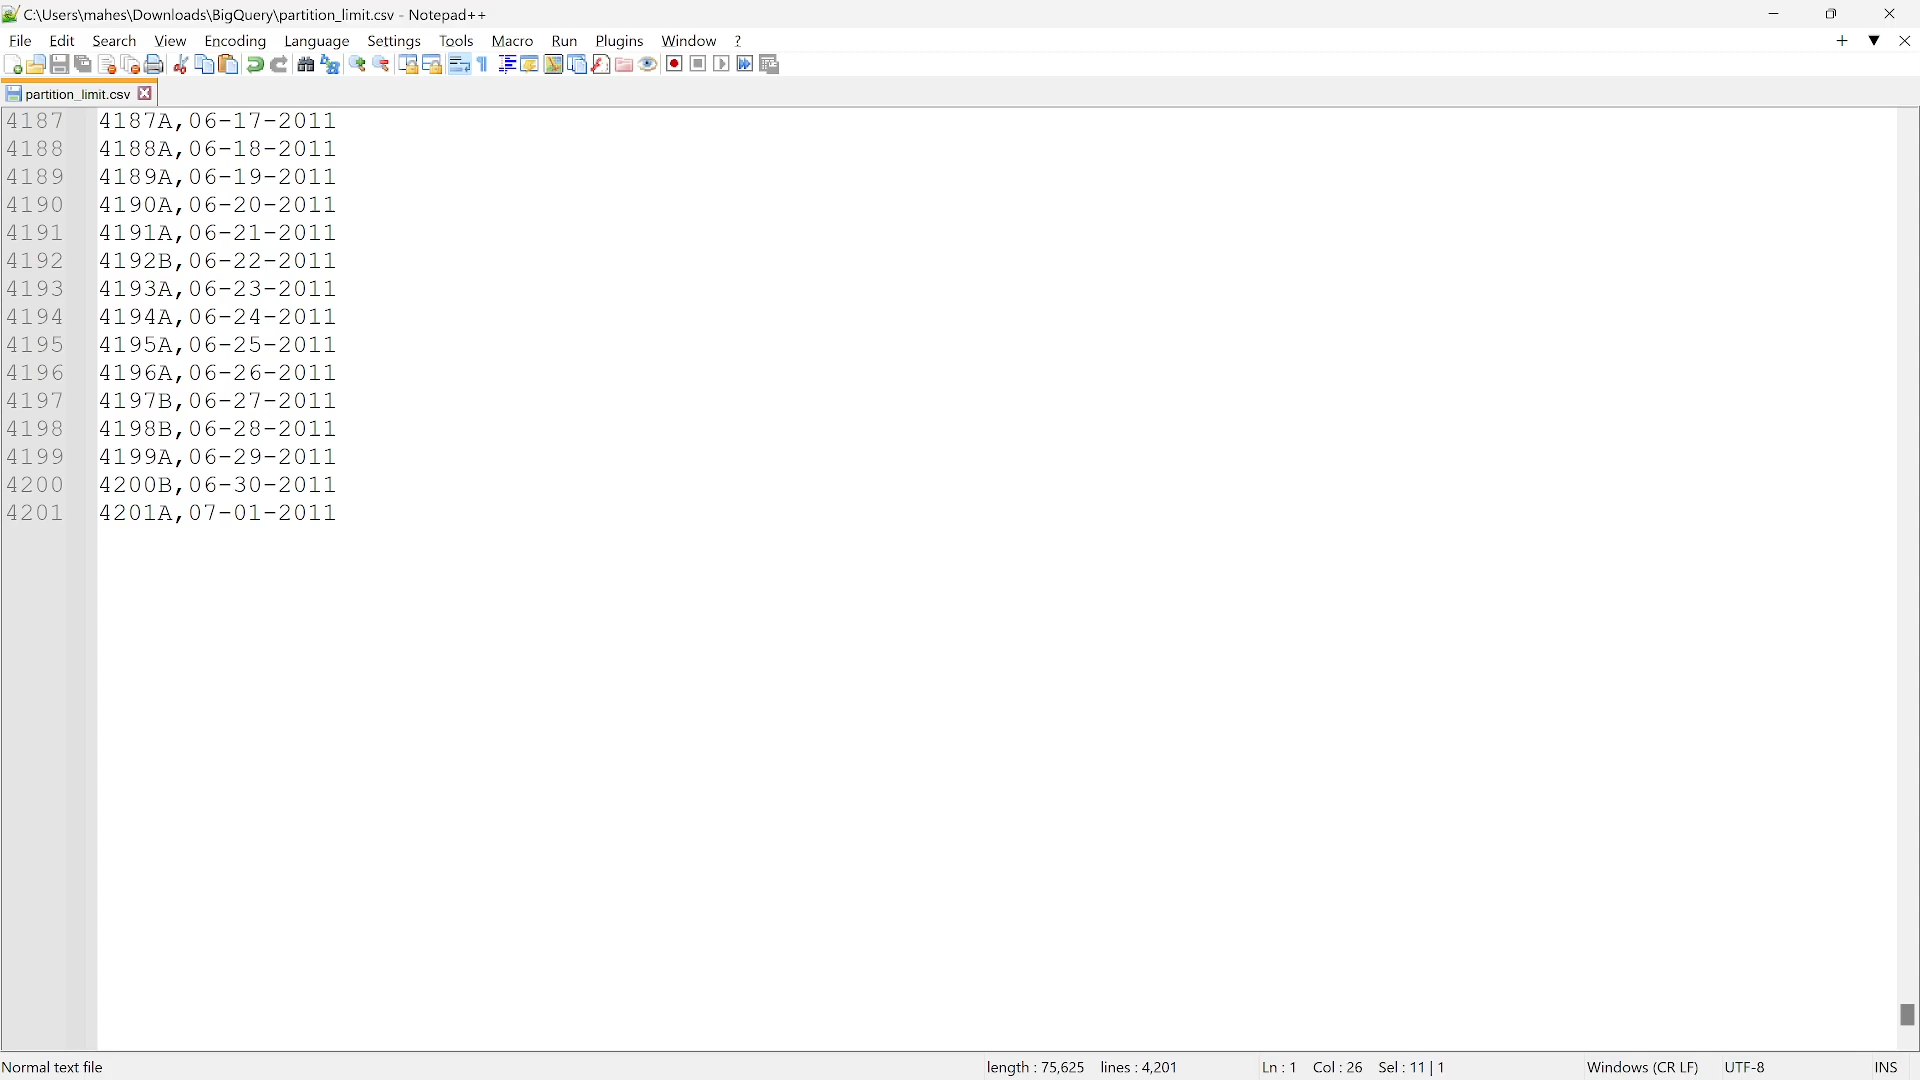 C:\Users\mahes\Downloads\BigQuery\partition_limit.csv - Notepad++
File Edit Search View Encoding Language Settings Tools Macro Run Plugins Window ?
partition_limit.csv
4187 4187A,06-17-2011
4188 4188A,06-18-2011
4189 4189A,06-19-2011
4190 4190A,06-20-2011
4191 4191A,06-21-2011
4192 4192B,06-22-2011
4193 4193A,06-23-2011
4194 4194A,06-24-2011
4195 4195A,06-25-2011
4196 4196A,06-26-2011
4197 4197B,06-27-2011
4198 4198B,06-28-2011
4199 4199A,06-29-2011
4200 4200B,06-30-2011
4201 4201A,07-01-2011
Normal text file length : 75,625 lines : 4,201 Ln : 1 Col : 26 Sel : 11 | 1 Windows (CR LF) UTF-8 INS